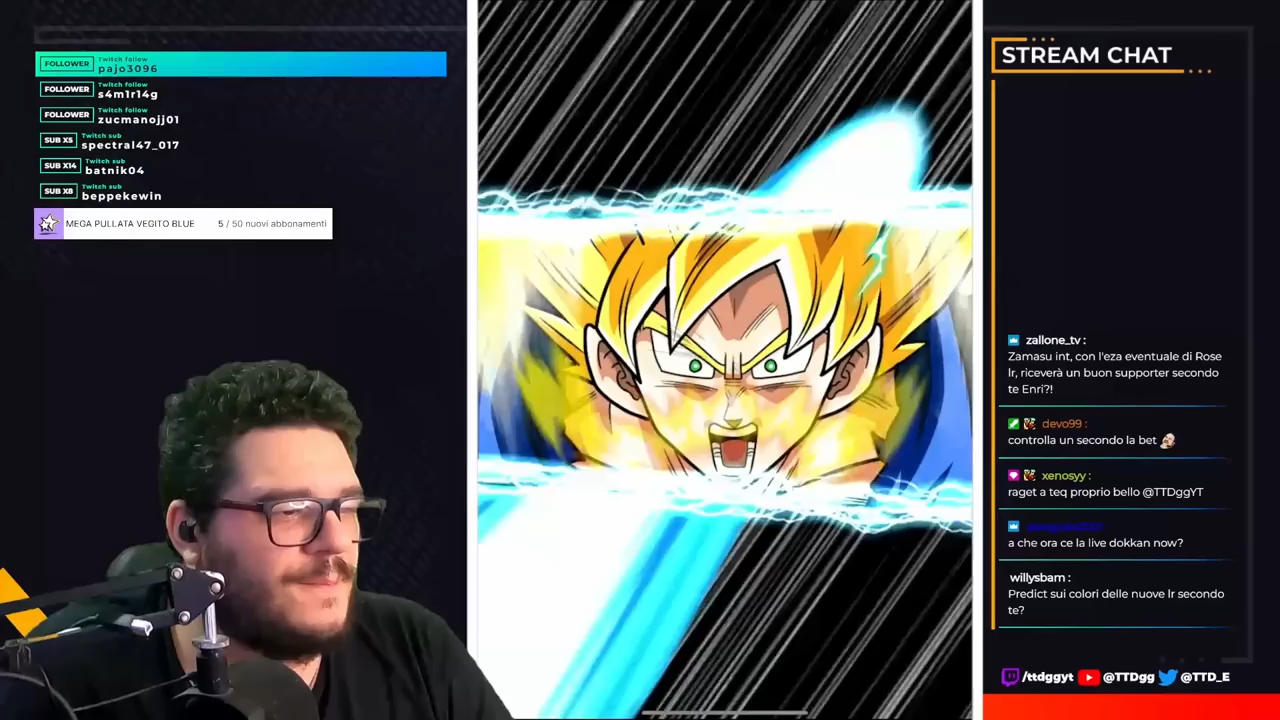 FOLLOWER Twitch follow
pajo3096
FOLLOWER Twitch follow
s4m1r14g
FOLLOWER Twitch follow
zucmanojj01
SUB X5 Twitch sub
spectral47_017
SUB X14 Twitch sub
batnik04
SUB X8 Twitch sub
beppekewin
MEGA PULLATA VEGITO BLUE 5 / 50 nuovi abbonamenti
STREAM CHAT
zallone_tv :
Zamasu int, con l'eza eventuale di Rose
lr, riceverà un buon supporter secondo
te Enri?!
devo99 :
controlla un secondo la bet
xenosyy :
raget a teq proprio bello @TTDggYT
a che ora ce la live dokkan now?
willysbam :
Predict sui colori delle nuove lr secondo
te?
/ttdggyt @TTDgg @TTD_E